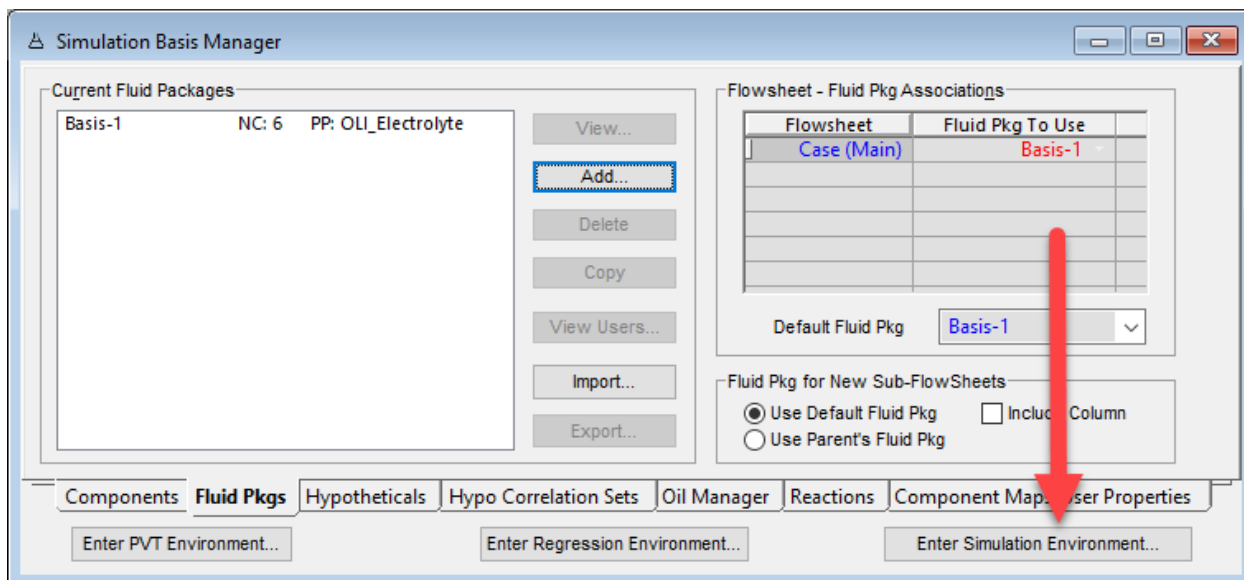 Simulation Basis Manager
Current Fluid Packages
Basis-1 NC: 6 PP: OLI_Electrolyte
View...
Add...
Delete
Copy
View Users...
Import...
Export...
Flowsheet - Fluid Pkg Associations
Flowsheet Fluid Pkg To Use
Case (Main) Basis-1
Default Fluid Pkg Basis-1
Fluid Pkg for New Sub-FlowSheets
Use Default Fluid Pkg Include Column
Use Parent's Fluid Pkg
Components Fluid Pkgs Hypotheticals Hypo Correlation Sets Oil Manager Reactions Component Maps User Properties
Enter PVT Environment... Enter Regression Environment... Enter Simulation Environment...